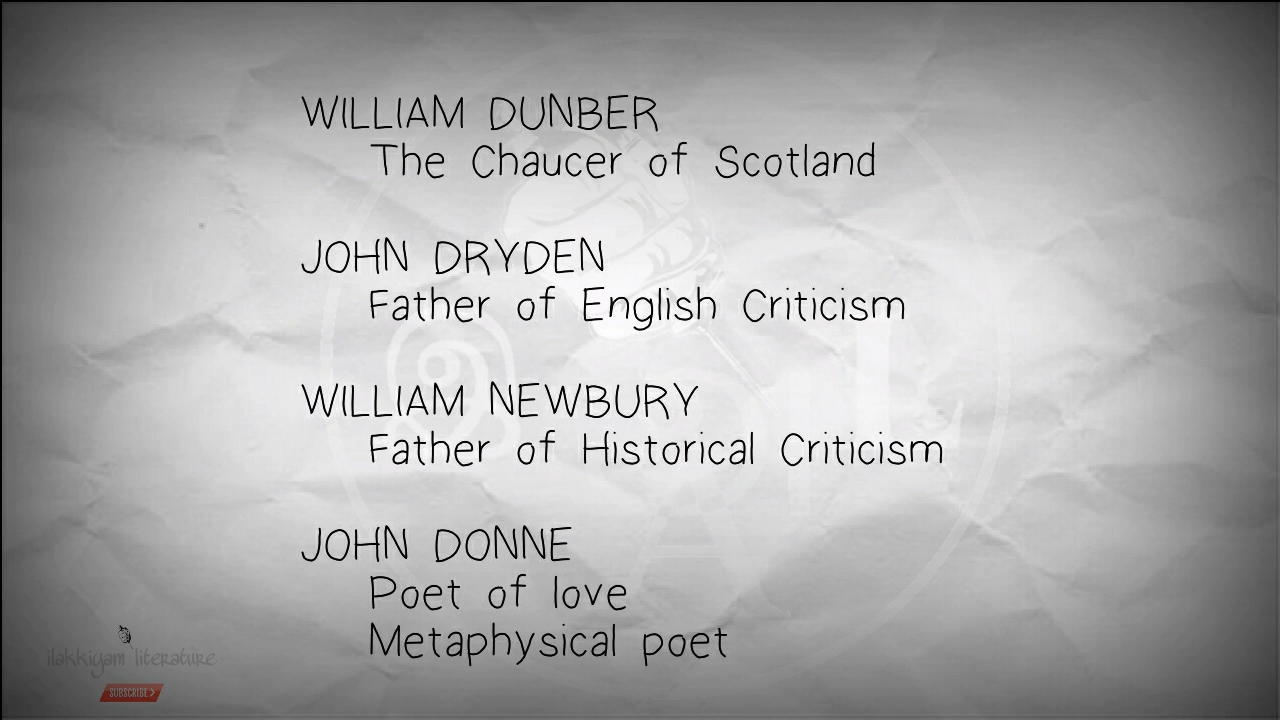 WILLIAM DUNBER
The Chaucer of Scotland
JOHN DRYDEN
Father of English Criticism
WILLIAM NEWBURY
Father of Historical Criticism
JOHN DONNE
Poet of love
Metaphysical poet
ilakkiyam literature
SUBSCRIBE >